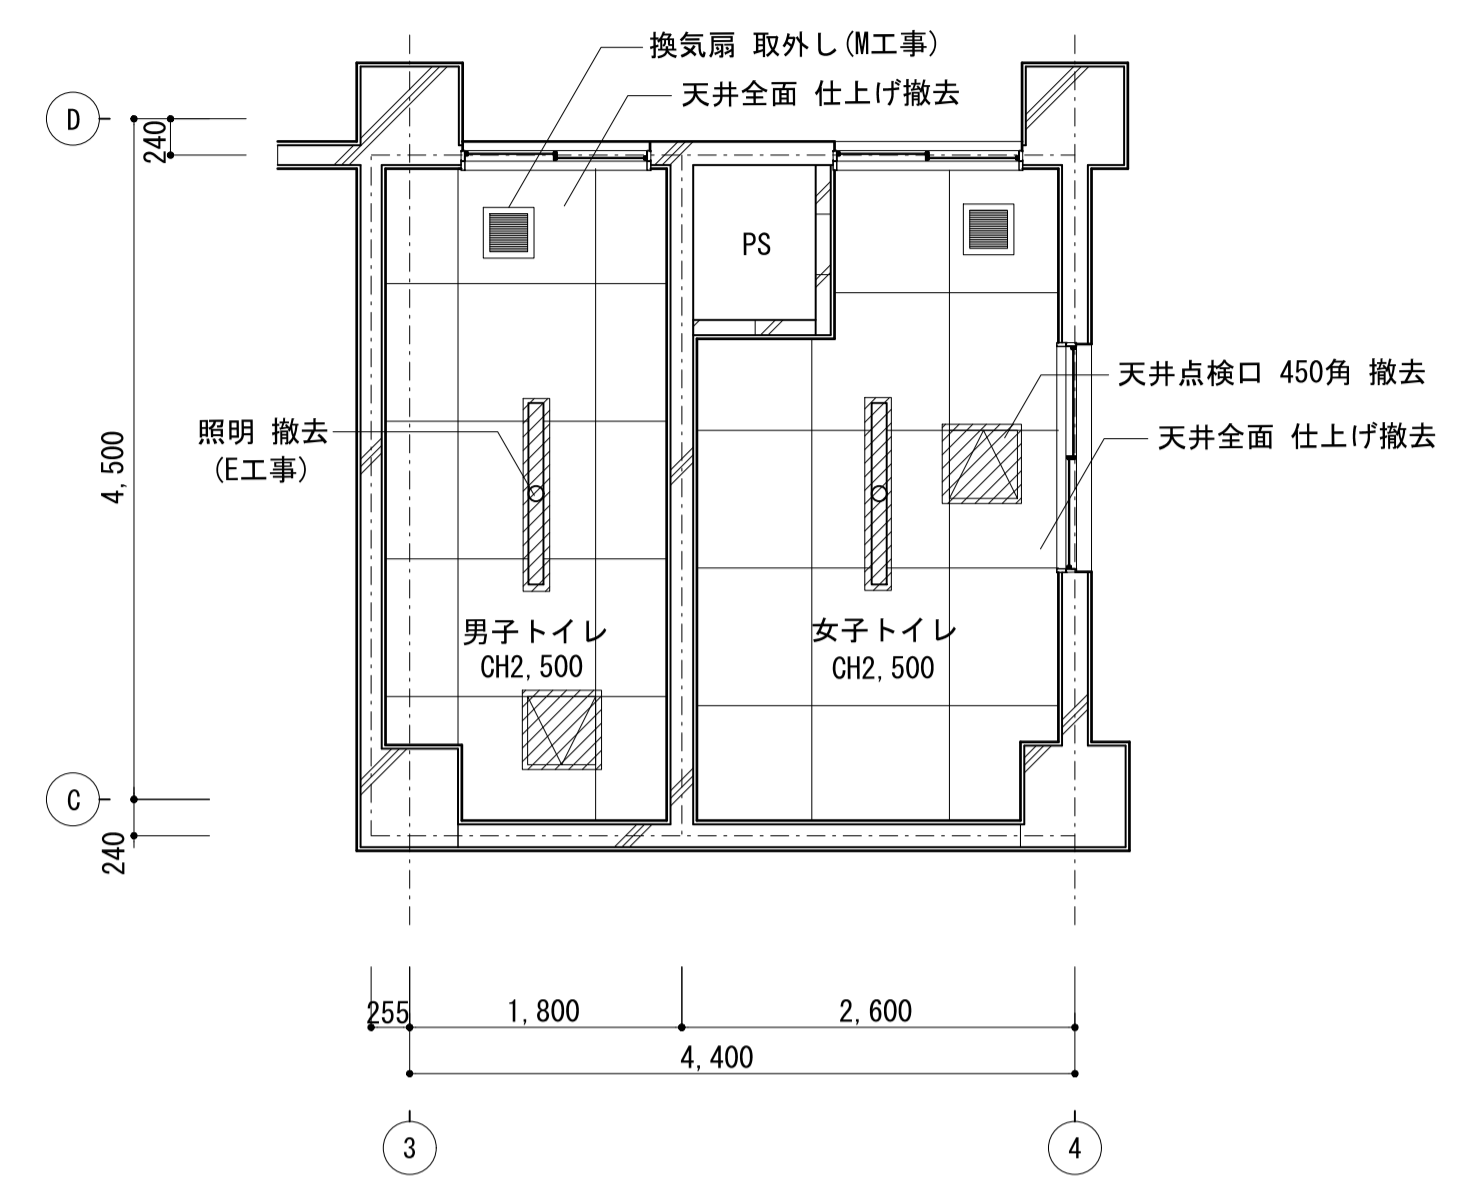 換気扇 取外し(M工事)
天井全面 仕上げ撤去
D
240
PS
天井点検口 450角 撤去
照明 撤去
(E工事)
天井全面 仕上げ撤去
4,500
男子トイレ
CH2,500
女子トイレ
CH2,500
C
240
255
1,800
2,600
4,400
3
4